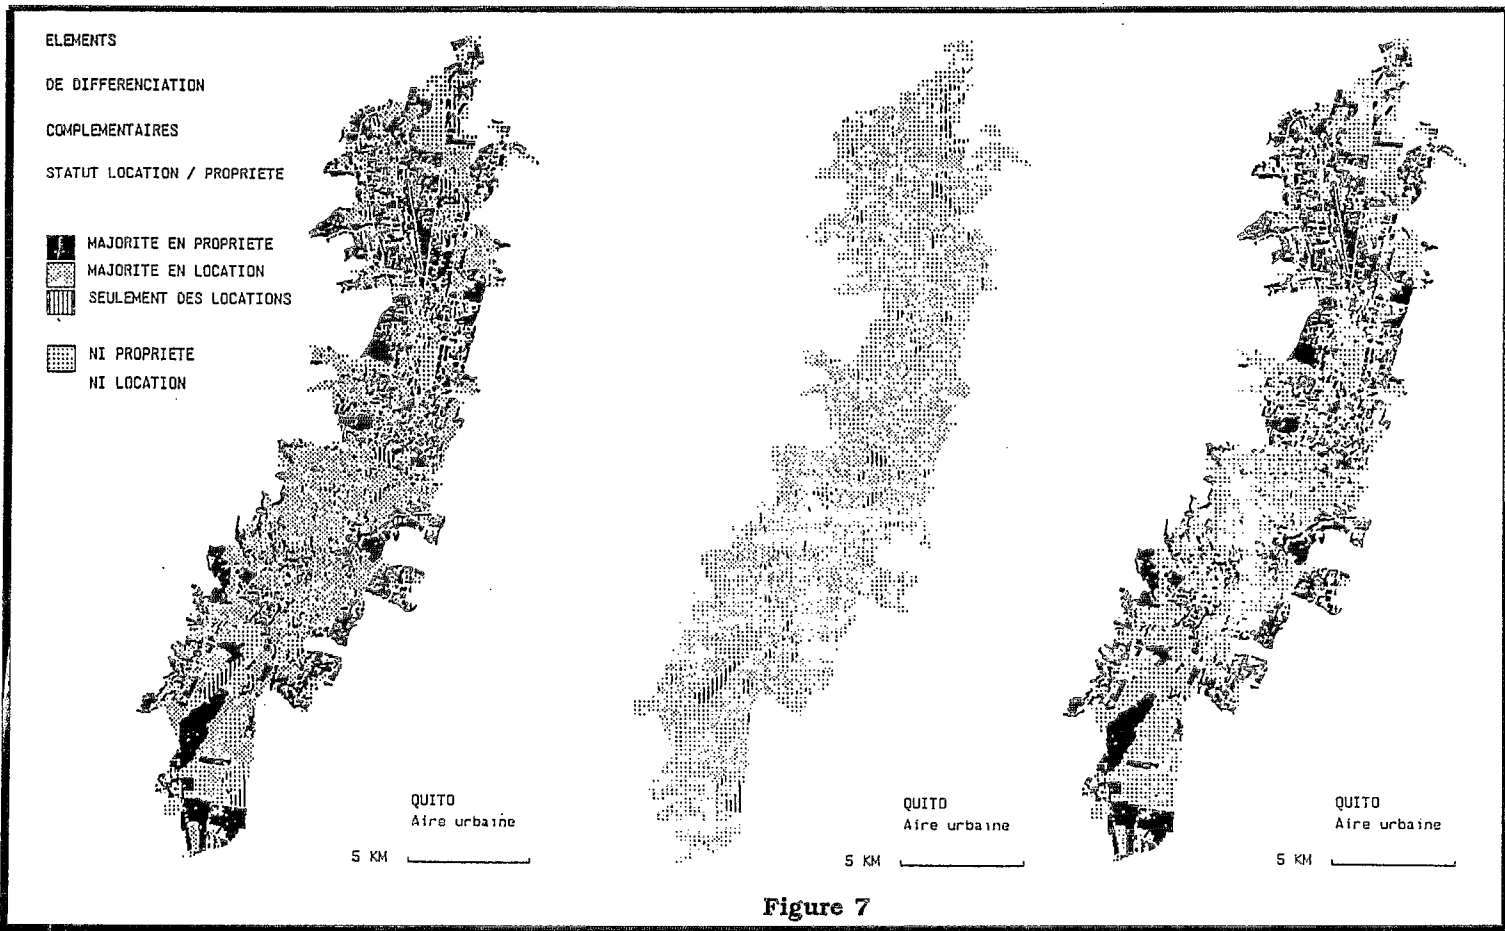 ELEMENTS
DE DIFFERENCIATION
COMPLEMENTAIRES
STATUT LOCATION / PROPRIETE
MAJORITE EN PROPRIETE
MAJORITE EN LOCATION
SEULEMENT DES LOCATIONS
NI PROPRIETE
NI LOCATION
QUITO
Aire urbaine
5 KM
QUITO
Aire urbaine
5 KM
QUITO
Aire urbaine
5 KM
Figure 7